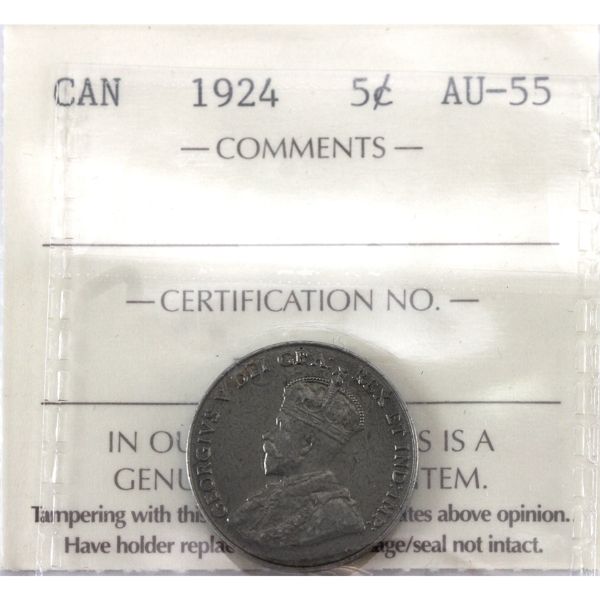 CAN 1924 5¢ AU-55
— COMMENTS —
— CERTIFICATION NO. —
IN OU S IS A
GENU TEM.
Tampering with this ates above opinion.
Have holder repla age/seal not intact.
GEORGIVS V DEI GRA: REX ET IND:IMP: